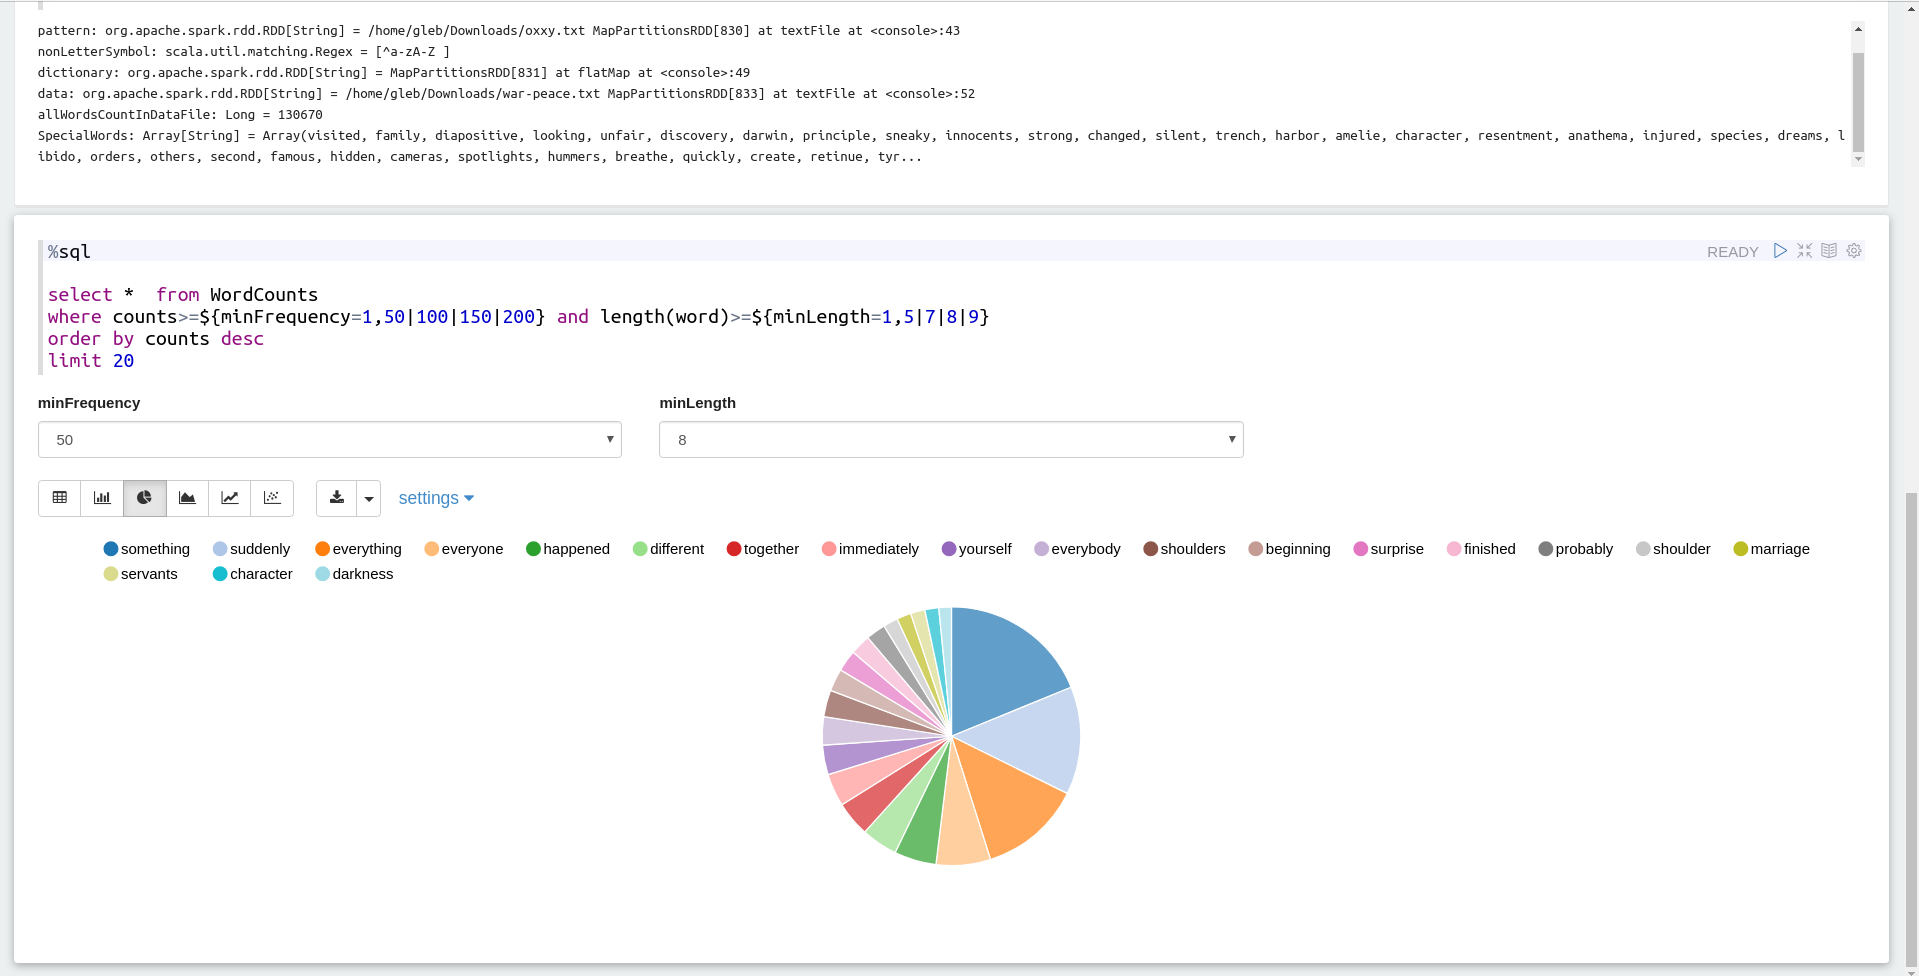 pattern: org.apache.spark.rdd.RDD[String] = /home/gleb/Downloads/oxxy.txt MapPartitionsRDD[830] at textFile at <console>:43
nonLetterSymbol: scala.util.matching.Regex = [^a-zA-Z ]
dictionary: org.apache.spark.rdd.RDD[String] = MapPartitionsRDD[831] at flatMap at <console>:49
data: org.apache.spark.rdd.RDD[String] = /home/gleb/Downloads/war-peace.txt MapPartitionsRDD[833] at textFile at <console>:52
allWordsCountInDataFile: Long = 130670
SpecialWords: Array[String] = Array(visited, family, diapositive, looking, unfair, discovery, darwin, principle, sneaky, innocents, strong, changed, silent, trench, harbor, amelie, character, resentment, anathema, injured, species, dreams, l
ibido, orders, others, second, famous, hidden, cameras, spotlights, hummers, breathe, quickly, create, retinue, tyr...
%sql READY
select *  from WordCounts
where counts>=${minFrequency=1,50|100|150|200} and length(word)>=${minLength=1,5|7|8|9}
order by counts desc
limit 20
minFrequency minLength
50 8
settings
something suddenly everything everyone happened different together immediately yourself everybody shoulders beginning surprise finished probably shoulder marriage
servants character darkness